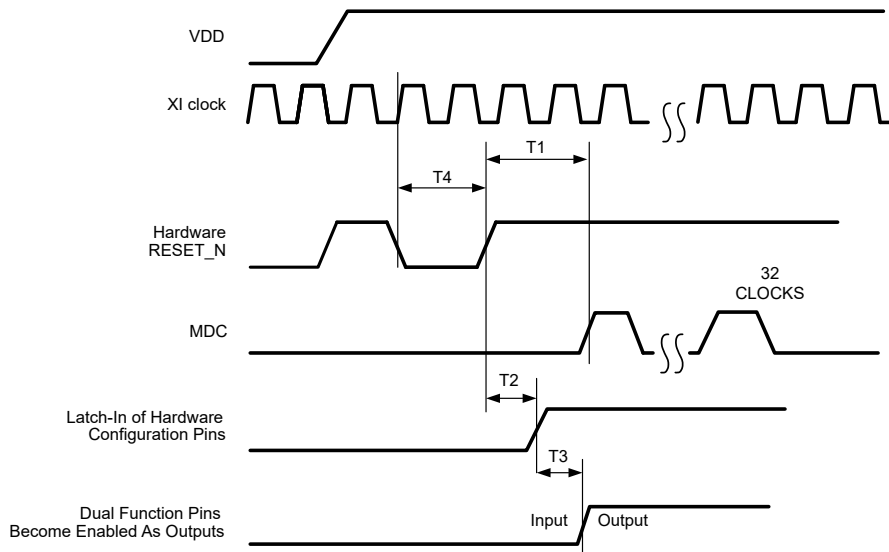 VDD
XI clock
T1
T4
Hardware
RESET_N
32
CLOCKS
MDC
T2
Latch-In of Hardware
Configuration Pins
T3
Dual Function Pins
Become Enabled As Outputs
Input
Output